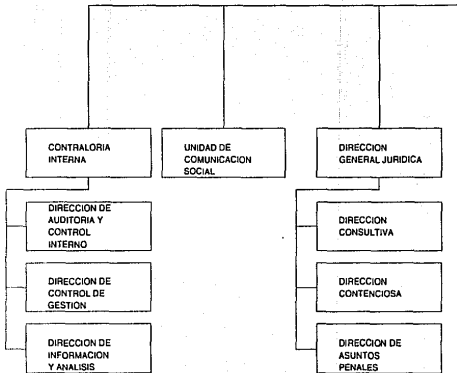 CONTRALORIA
INTERNA
UNIDAD DE
COMUNICACION
SOCIAL
DIRECCION
GENERAL JURIDICA
DIRECCION DE
AUDITORIA Y
CONTROL
INTERNO
DIRECCION
CONSULTIVA
DIRECCION DE
CONTROL DE
GESTION
DIRECCION
CONTENCIOSA
DIRECCION DE
INFORMACION
Y ANALISIS
DIRECCION DE
ASUNTOS
PENALES